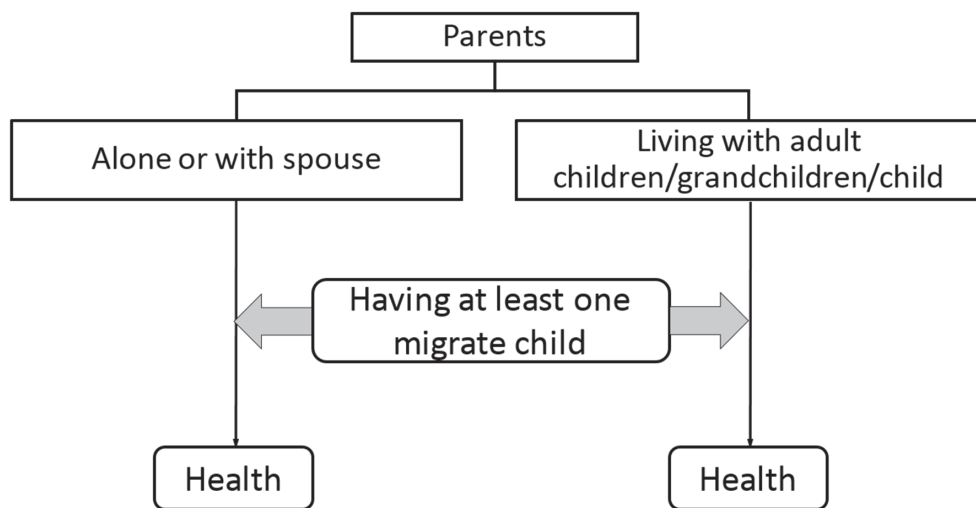 Parents
Alone or with spouse
Living with adult
children/grandchildren/child
Having at least one
migrate child
Health
Health